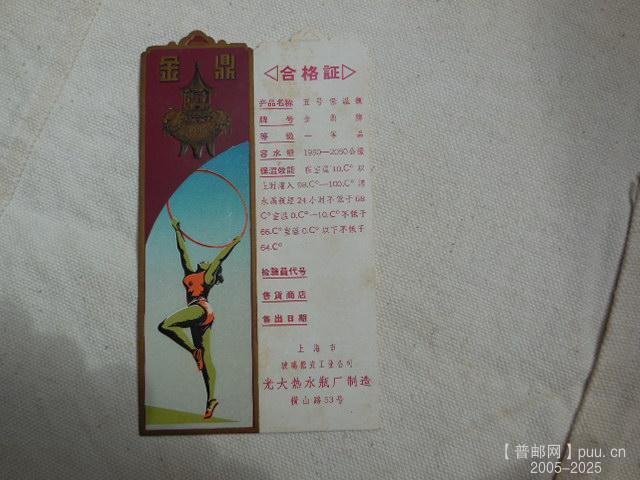 金鼎
◁合格証▷
产品名称 五号保温瓶
牌号 金鼎牌
等级 一等品
容水量 1950—2050公撮
保温效能 在室温10.C°以
上时灌入98.C°—100.C°沸
水满瓶经24小时不低于68
C°室温0.C°—10.C°不低于
66.C°室温0.C°以下不低于
64.C°
检验員代号
售貨商店
售出日期
上海市
玻璃搪瓷工业公司
光大热水瓶厂制造
横山路53号
【普邮网】puu.cn
2005-2025